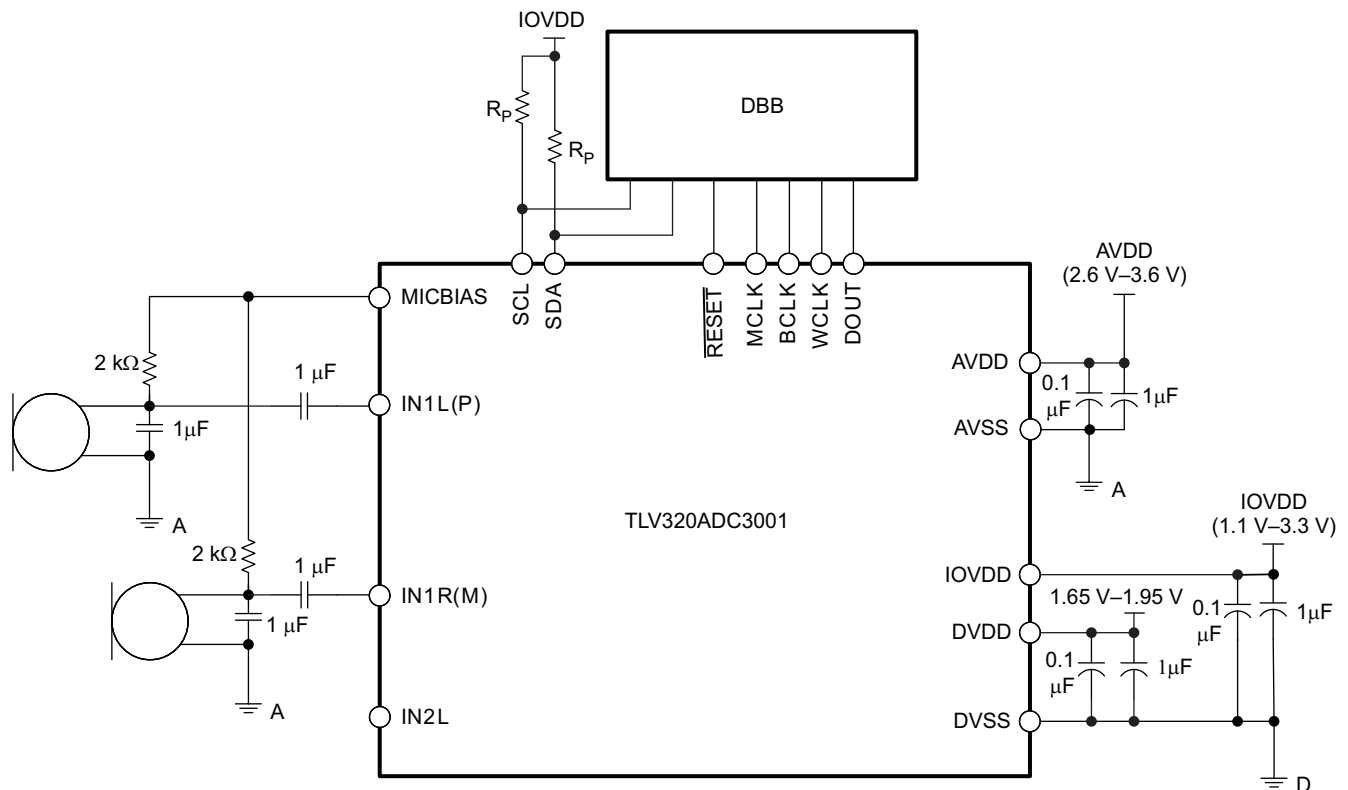 IOVDD
R_P
R_P
DBB
SCL
SDA
RESET
MCLK
BCLK
WCLK
DOUT
AVDD
(2.6 V–3.6 V)
MICBIAS
2 kΩ
1 μF
1μF
IN1L(P)
A
AVDD
0.1
μF
1μF
AVSS
A
TLV320ADC3001
IOVDD
(1.1 V–3.3 V)
2 kΩ
1 μF
1 μF
IN1R(M)
A
IOVDD
0.1
μF
1μF
1.65 V–1.95 V
DVDD
0.1
μF
1μF
IN2L
DVSS
D